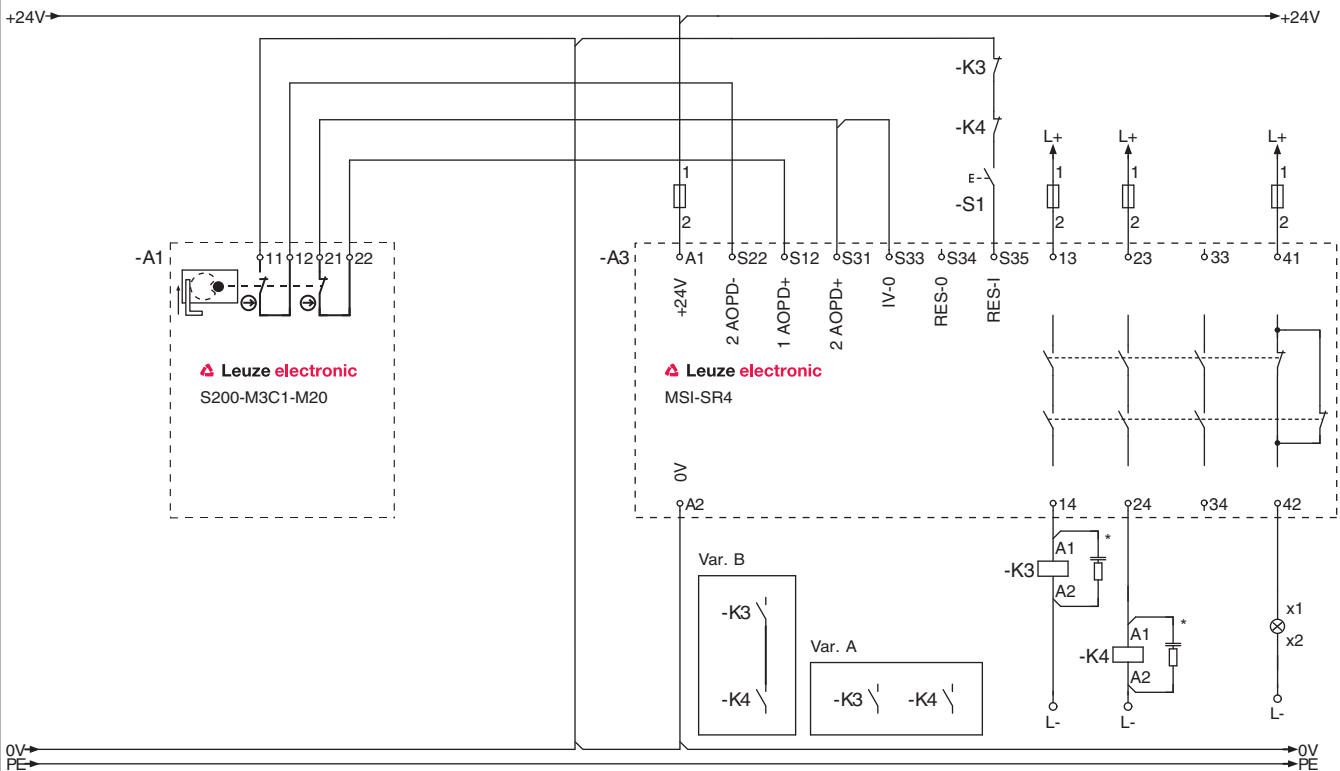 +24V
+24V
-K3
-K4
L+
L+
L+
1
E
-S1
1
1
1
2
2
2
2
-A1
11
12
21
22
-A3
A1
S22
S12
S31
S33
S34
S35
13
23
33
41
+24V
2 AOPD-
1 AOPD+
2 AOPD+
IV-0
RES-0
RES-I
Leuze electronic
S200-M3C1-M20
Leuze electronic
MSI-SR4
0V
A2
14
24
34
42
Var. B
-K3
-K4
Var. A
-K3
-K4
-K3
A1
A2
*
-K4
A1
A2
*
x1
x2
L-
L-
L-
0V
0V
PE
PE